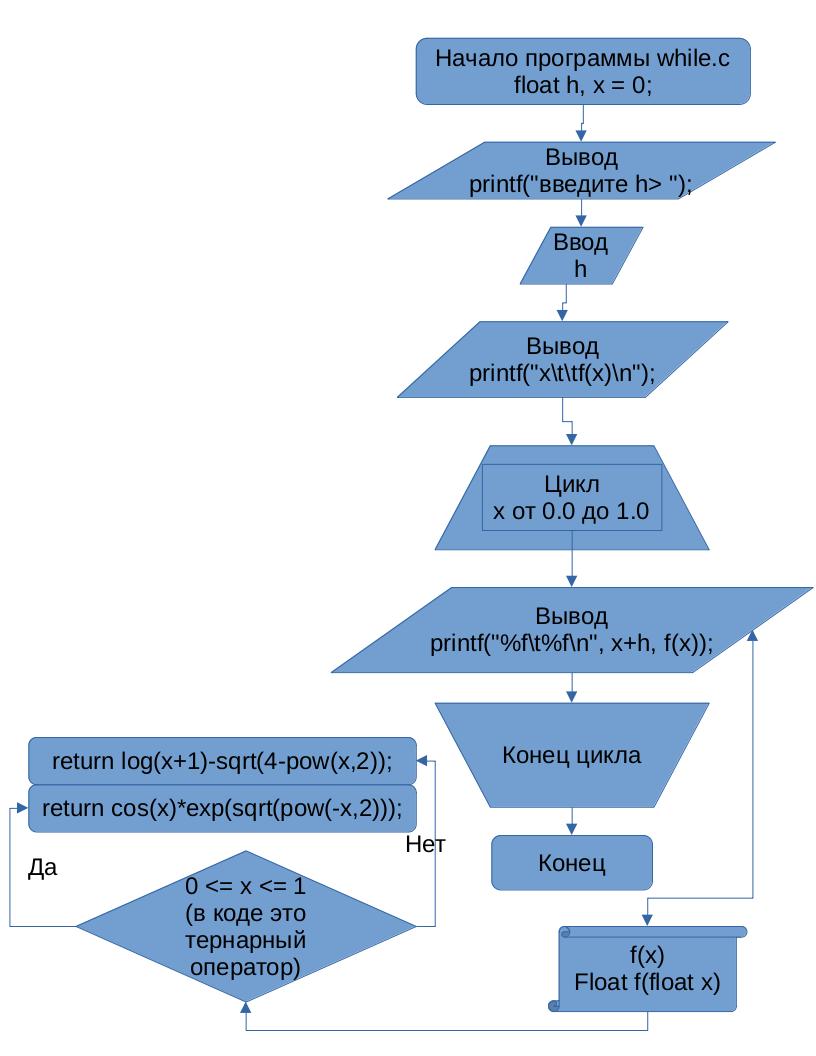 Начало программы while.c
float h, x = 0;
Вывод
printf("введите h> ");
Ввод
h
Вывод
printf("x\t\tf(x)\n");
Цикл
x от 0.0 до 1.0
Вывод
printf("%f\t%f\n", x+h, f(x));
Конец цикла
Конец
return log(x+1)-sqrt(4-pow(x,2));
return cos(x)*exp(sqrt(pow(-x,2)));
Нет
Да
0 <= x <= 1
(в коде это
тернарный
оператор)
f(x)
Float f(float x)